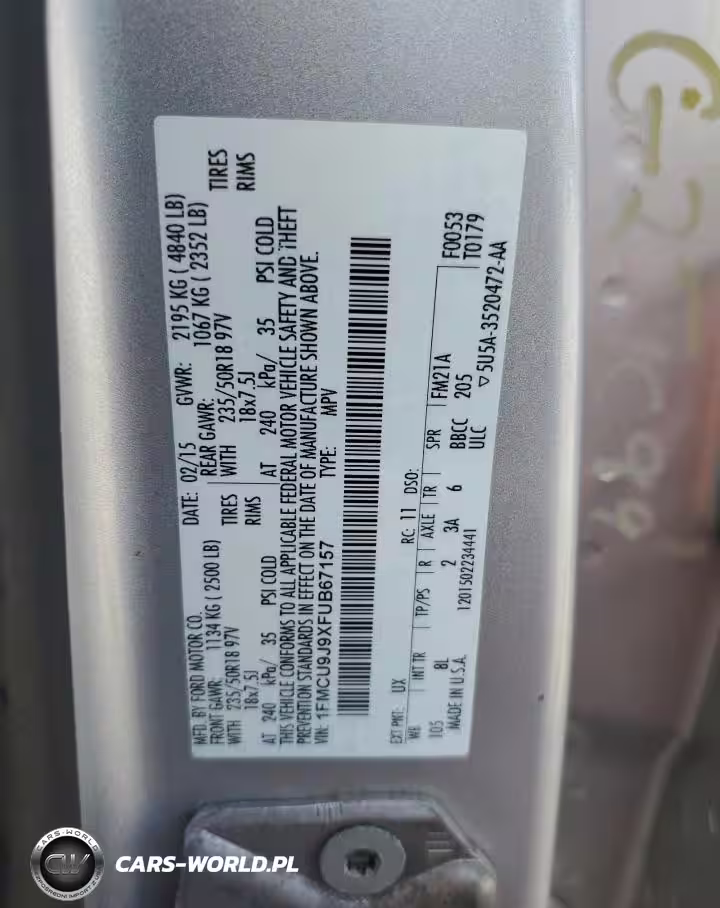 MFD. BY FORD MOTOR CO.
DATE: 02/15
GVWR: 2195 KG ( 4840 LB)
FRONT GAWR: 1134 KG ( 2500 LB)
REAR GAWR: 1067 KG ( 2352 LB)
WITH 235/50R18 97V TIRES
WITH 235/50R18 97V TIRES
18x7.5J RIMS
18x7.5J RIMS
AT 240 kPa/ 35 PSI COLD
AT 240 kPa/ 35 PSI COLD
THIS VEHICLE CONFORMS TO ALL APPLICABLE FEDERAL MOTOR VEHICLE SAFETY AND THEFT
PREVENTION STANDARDS IN EFFECT ON THE DATE OF MANUFACTURE SHOWN ABOVE.
VIN: 1FMCU9J9XFUB67157
TYPE: MPV
EXT PNT: UX
RC: 11 DSO:
FM21A F0053
WB INT TR TP/PS R AXLE TR SPR 205 T0179
105 8L 2 3A 6 BBCC
MADE IN U.S.A. 1201502234441 ULC ▽5U5A-3520472-AA
CARS-WORLD
CW
CARS-WORLD.PL